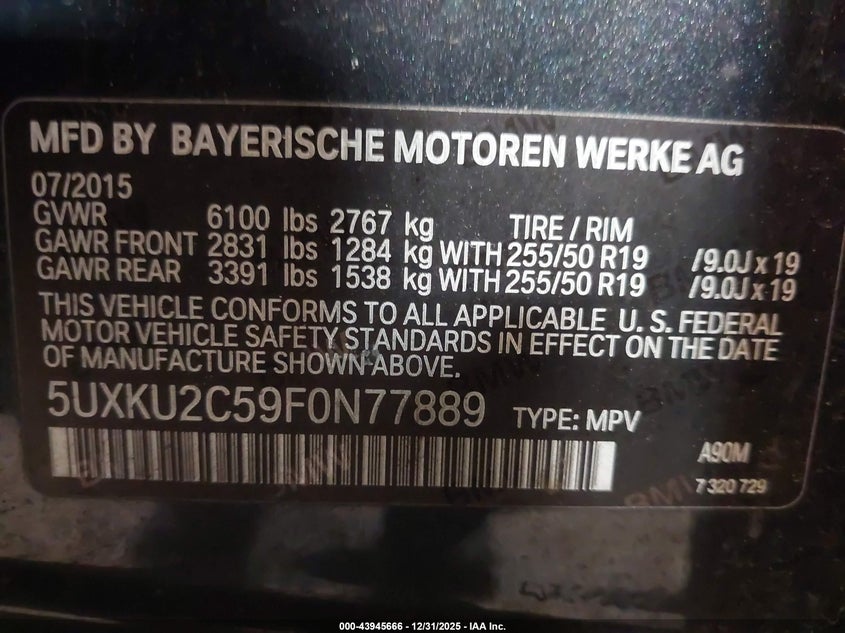 MFD BY BAYERISCHE MOTOREN WERKE AG
07/2015
GVWR 6100 lbs 2767 kg TIRE / RIM
GAWR FRONT 2831 lbs 1284 kg WITH 255/50 R19 /9.0J x 19
GAWR REAR 3391 lbs 1538 kg WITH 255/50 R19 /9.0J x 19
THIS VEHICLE CONFORMS TO ALL APPLICABLE U. S. FEDERAL
MOTOR VEHICLE SAFETY STANDARDS IN EFFECT ON THE DATE
OF MANUFACTURE SHOWN ABOVE.
5UXKU2C59F0N77889 TYPE: MPV
A90M
7 320 729
000-43945666 - 12/31/2025 - IAA Inc.